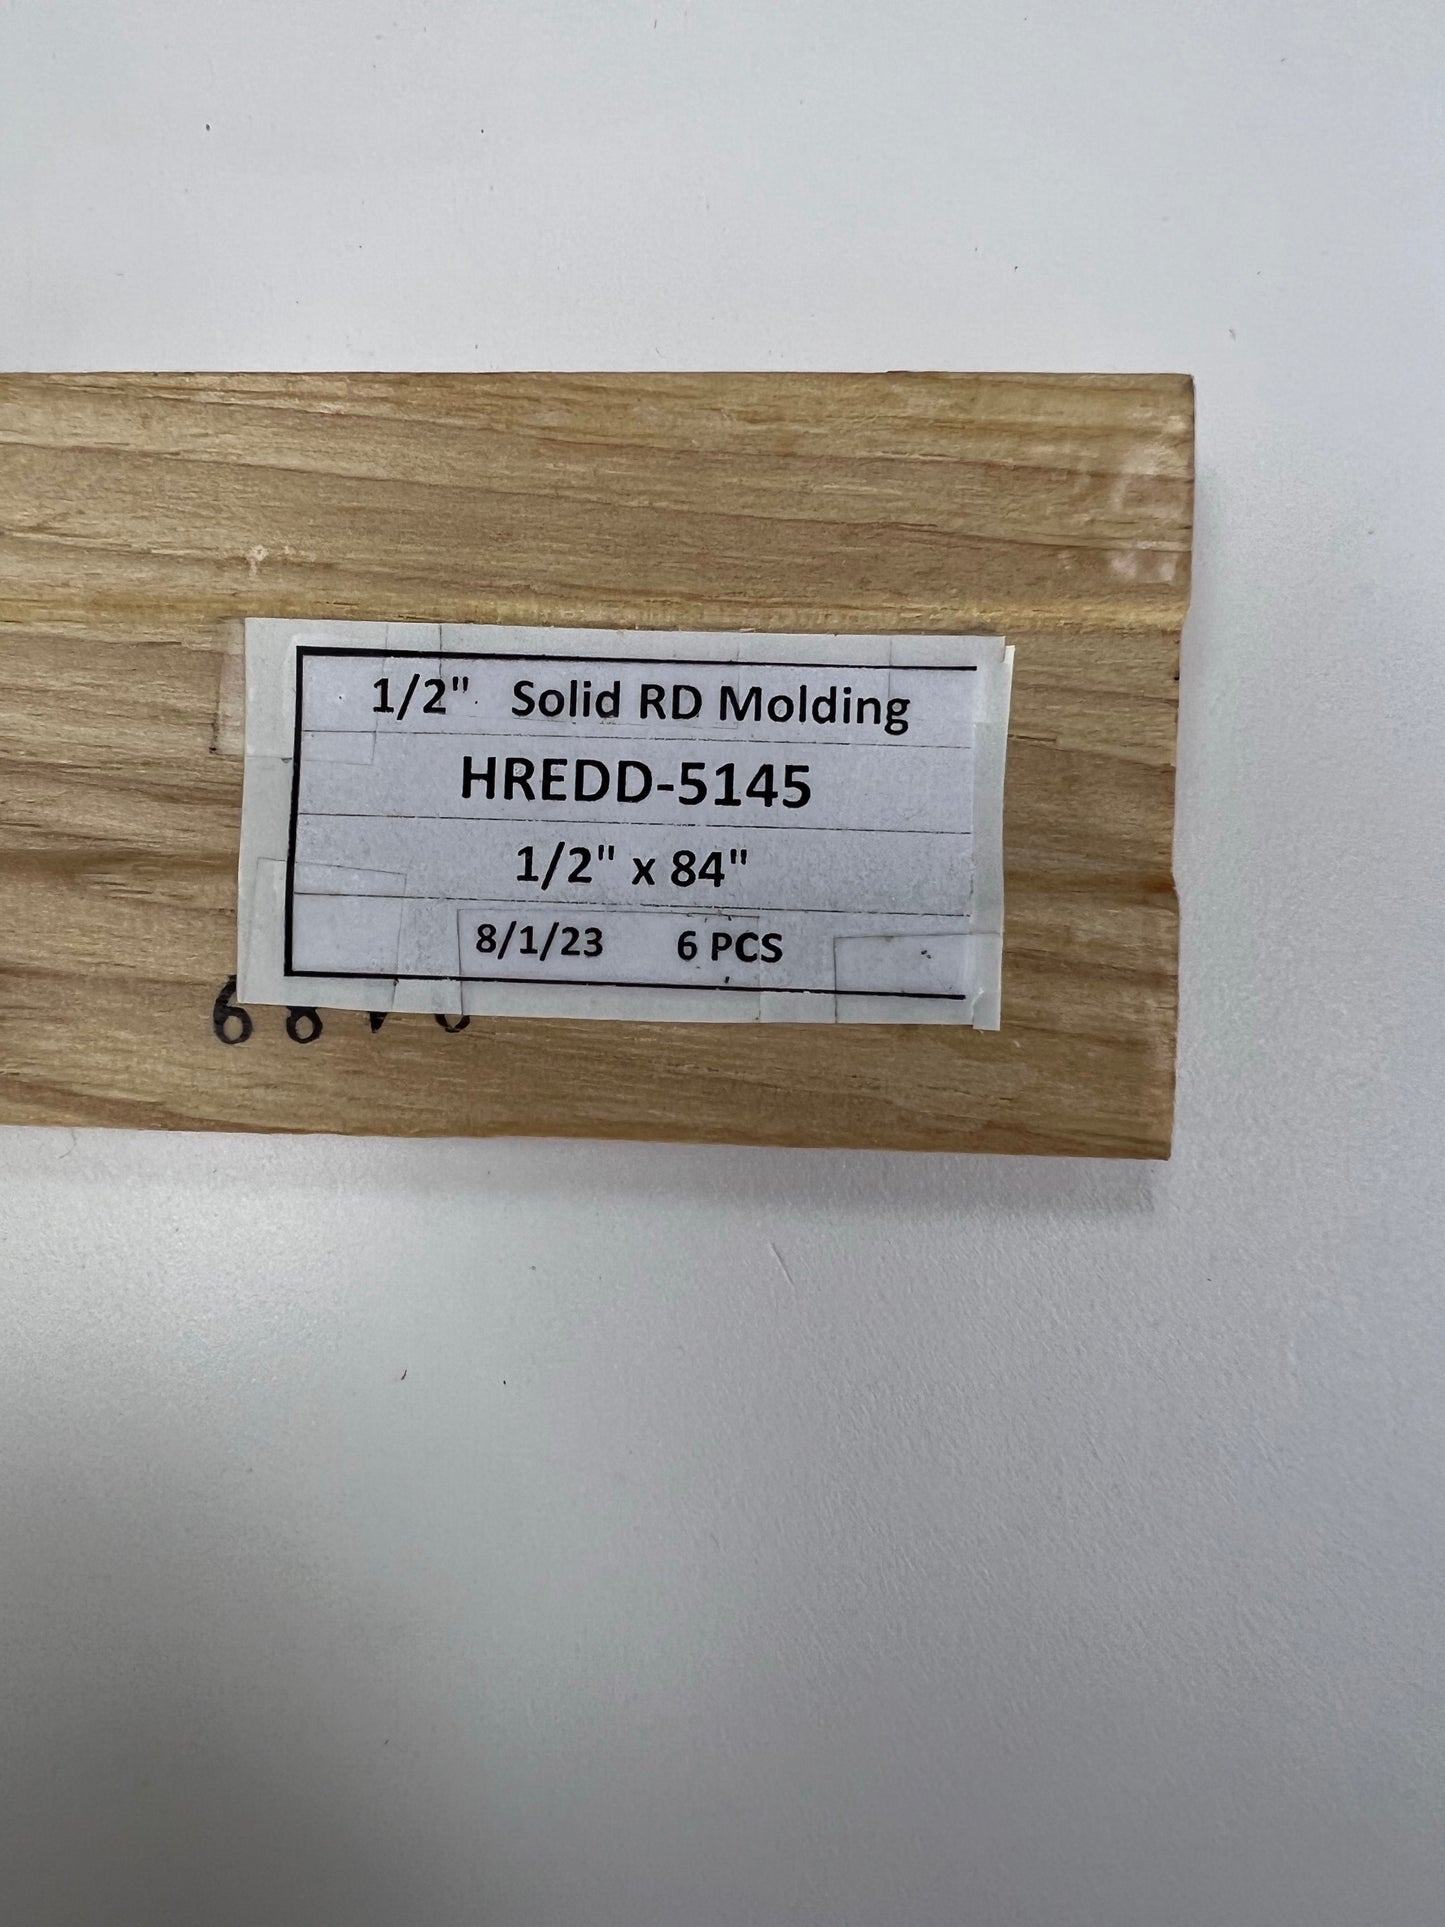 1/2" Solid RD Molding
HREDD-5145
1/2" x 84"
8/1/23 6 PCS